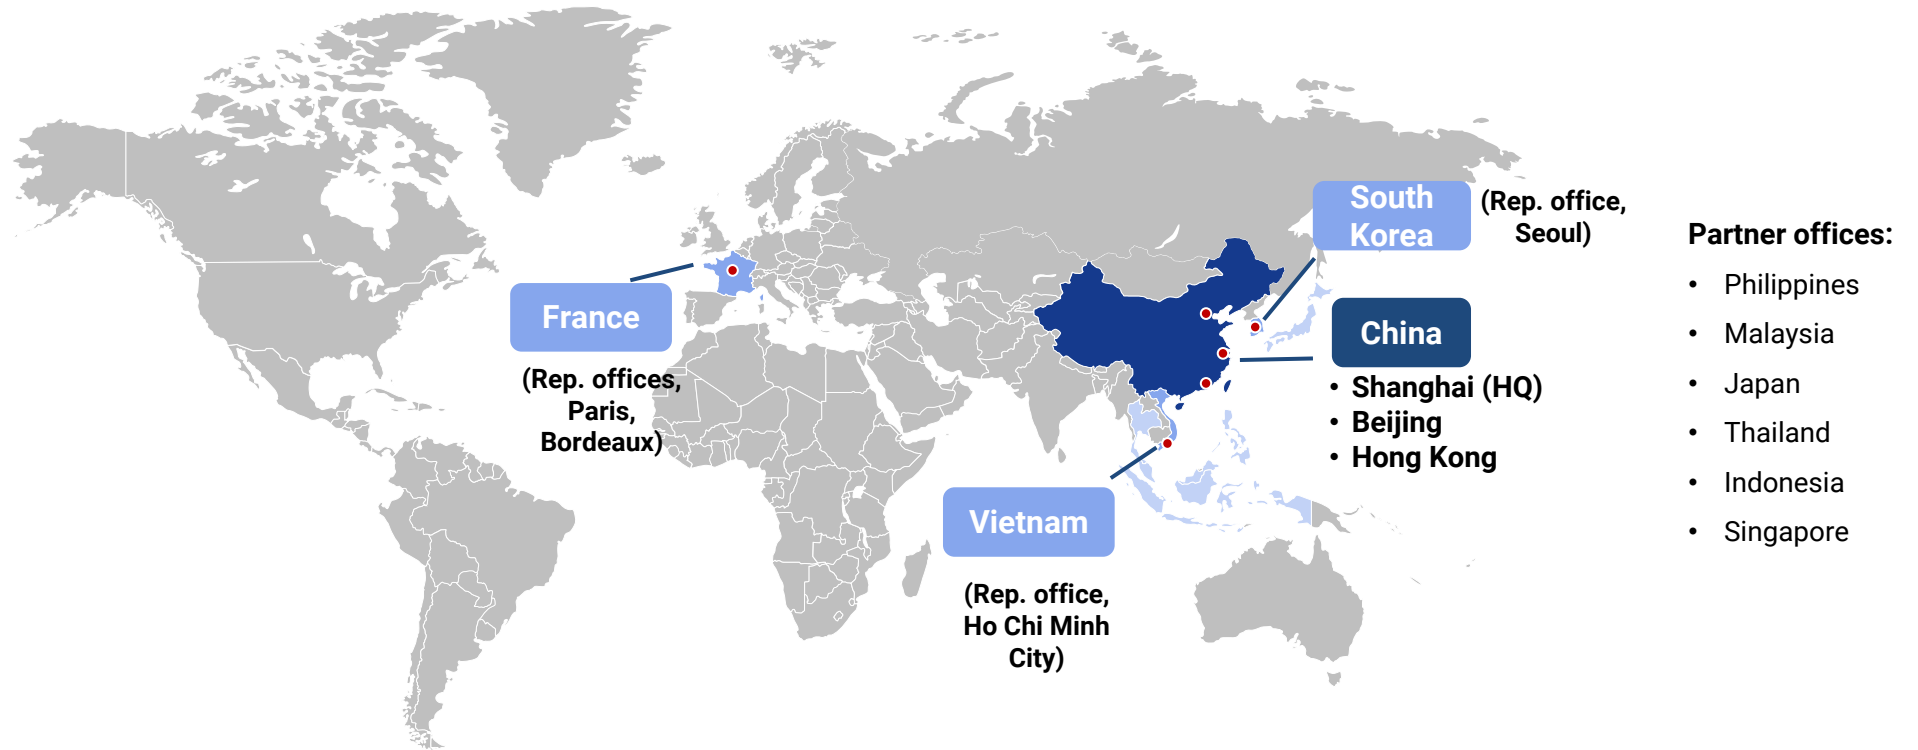 South
Korea
(Rep. office,
Seoul)
France
(Rep. offices,
Paris,
Bordeaux)
China
• Shanghai (HQ)
• Beijing
• Hong Kong
Vietnam
(Rep. office,
Ho Chi Minh
City)
Partner offices:
• Philippines
• Malaysia
• Japan
• Thailand
• Indonesia
• Singapore